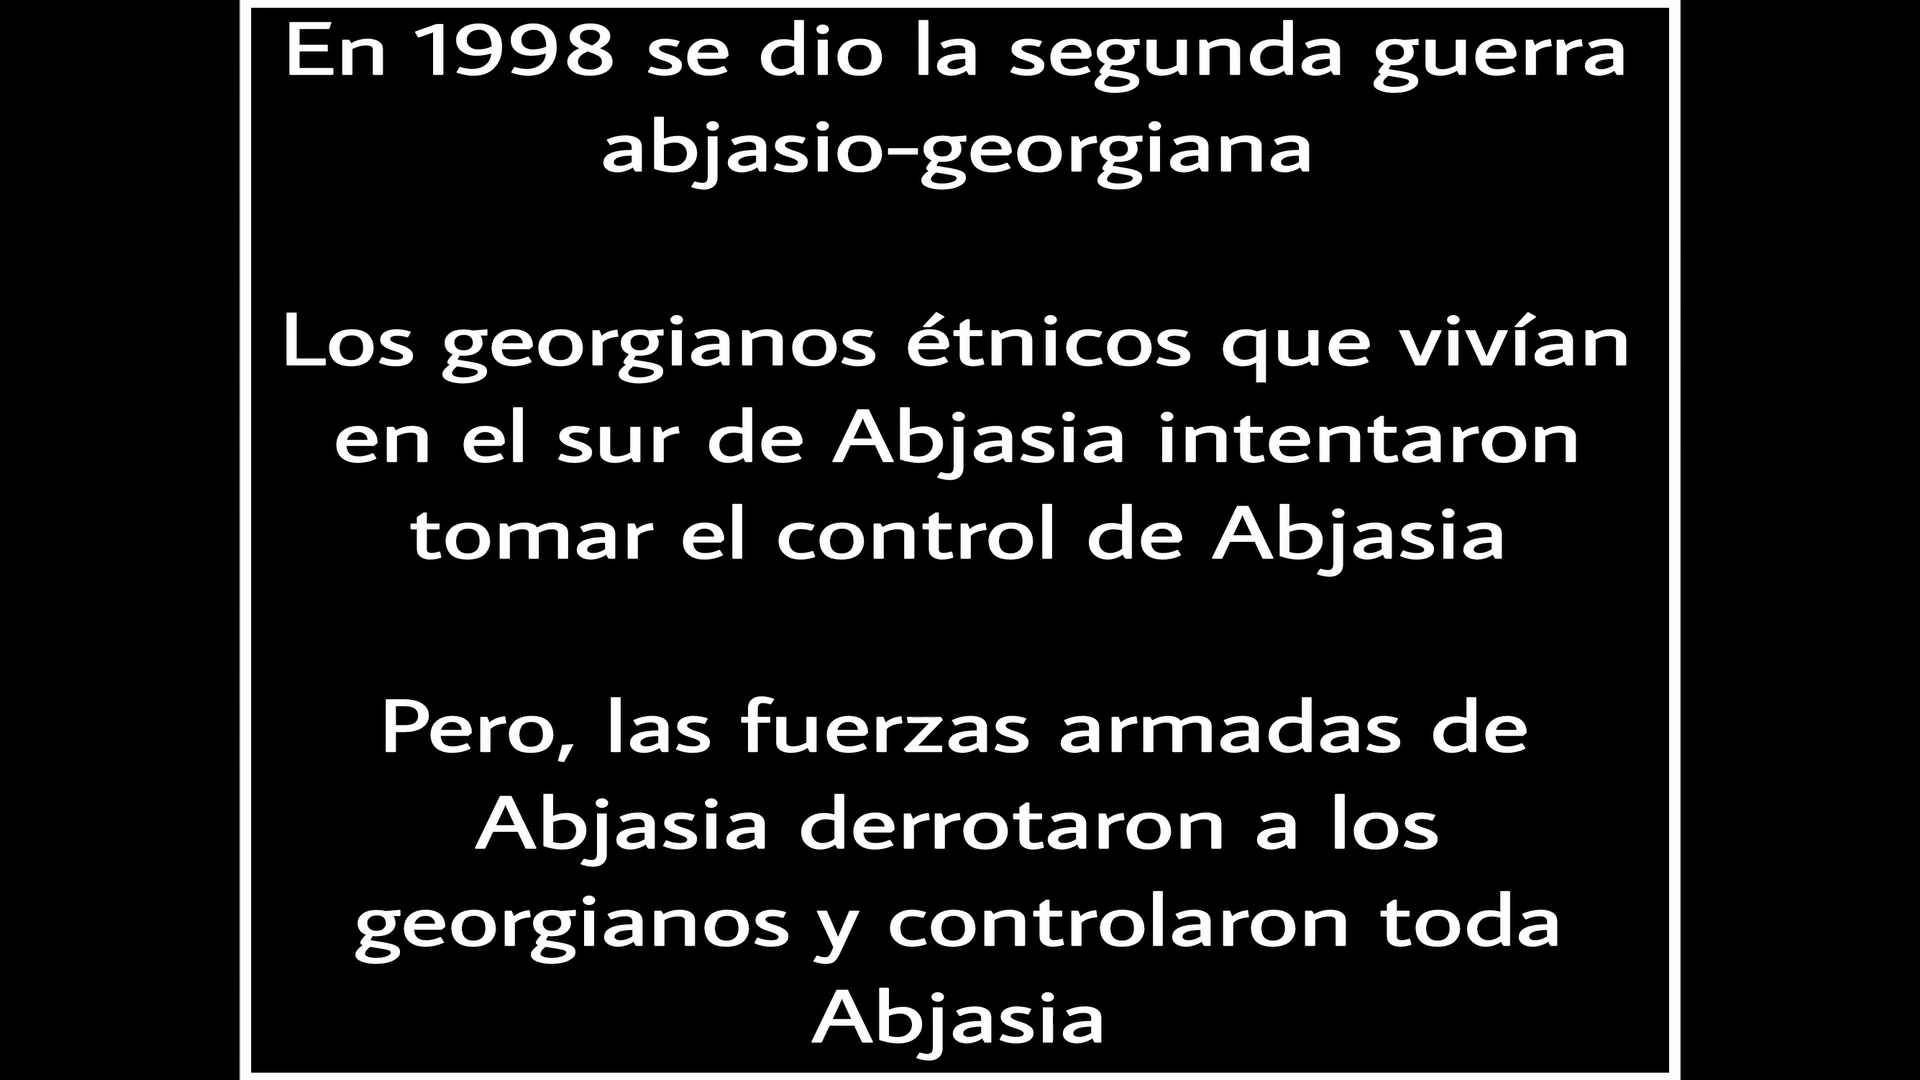 En 1998 se dio la segunda guerra
abjasio-georgiana
Los georgianos étnicos que vivían
en el sur de Abjasia intentaron
tomar el control de Abjasia
Pero, las fuerzas armadas de
Abjasia derrotaron a los
georgianos y controlaron toda
Abjasia